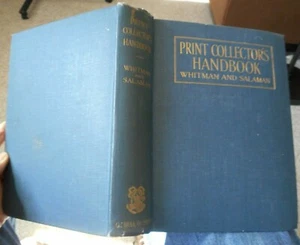 PRINT
COLLECTORS
HANDBOOK
WHITMAN
AND
SALAMAN
PRINT COLLECTORS
HANDBOOK
WHITMAN AND SALAMAN